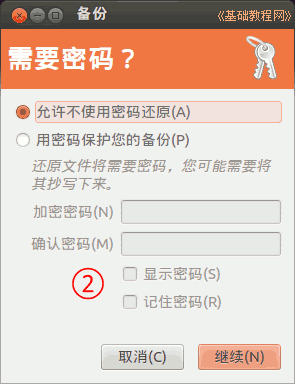 备份
《基础教程网》
需要密码？
允许不使用密码还原(A)
用密码保护您的备份(P)
还原文件将需要密码，您可能需要将
其抄写下来。
加密密码(N)
确认密码(M)
②
显示密码(S)
记住密码(R)
取消(C)
继续(N)